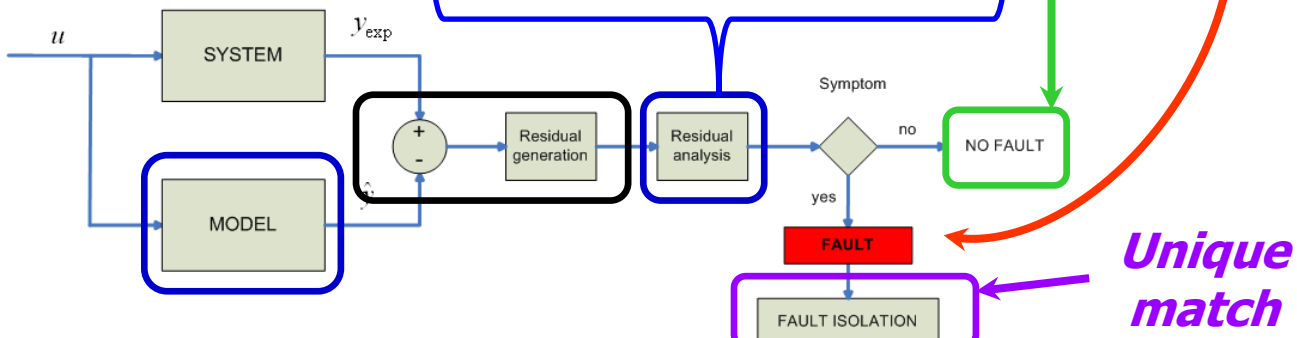 u
y_exp
SYSTEM
Symptom
+
-
Residual
generation
Residual
analysis
no
NO FAULT
ŷ
yes
MODEL
FAULT
Unique
match
FAULT ISOLATION